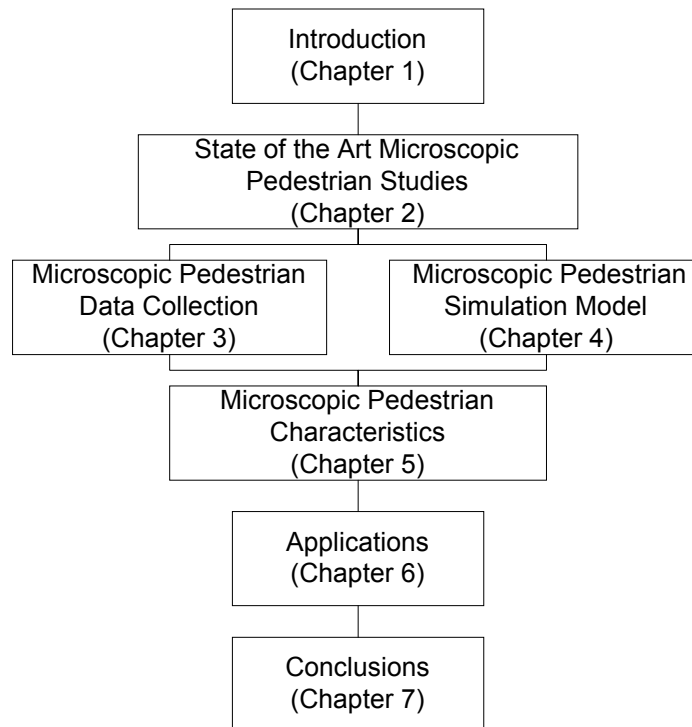 Introduction
(Chapter 1)
State of the Art Microscopic
Pedestrian Studies
(Chapter 2)
Microscopic Pedestrian
Data Collection
(Chapter 3)
Microscopic Pedestrian
Simulation Model
(Chapter 4)
Microscopic Pedestrian
Characteristics
(Chapter 5)
Applications
(Chapter 6)
Conclusions
(Chapter 7)